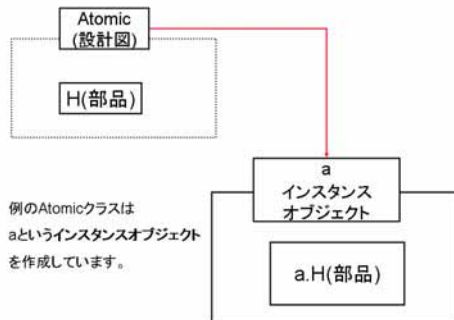 Atomic
(設計図)
H(部品)
a
インスタンス
オブジェクト
例のAtomicクラスは
aというインスタンスオブジェクト
を作成しています。
a.H(部品)